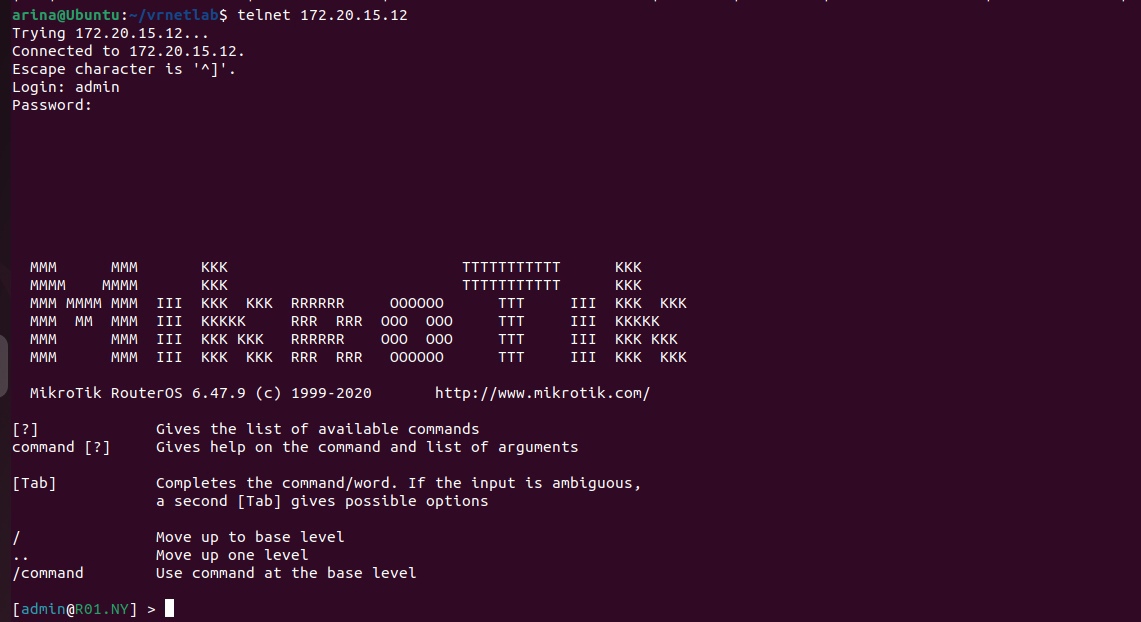 arina@Ubuntu:~/vrnetlab$ telnet 172.20.15.12
Trying 172.20.15.12...
Connected to 172.20.15.12.
Escape character is '^]'.
Login: admin
Password:
  MMM      MMM       KKK                          TTTTTTTTTTT      KKK
  MMMM    MMMM       KKK                          TTTTTTTTTTT      KKK
  MMM MMMM MMM  III  KKK  KKK  RRRRRR     OOOOOO      TTT     III  KKK  KKK
  MMM  MM  MMM  III  KKKKK     RRR  RRR  OOO  OOO     TTT     III  KKKKK
  MMM      MMM  III  KKK KKK   RRRRRR    OOO  OOO     TTT     III  KKK KKK
  MMM      MMM  III  KKK  KKK  RRR  RRR   OOOOOO      TTT     III  KKK  KKK
  MikroTik RouterOS 6.47.9 (c) 1999-2020       http://www.mikrotik.com/
[?]             Gives the list of available commands
command [?]     Gives help on the command and list of arguments
[Tab]           Completes the command/word. If the input is ambiguous,
                a second [Tab] gives possible options
/               Move up to base level
..              Move up one level
/command        Use command at the base level
[admin@R01.NY] >